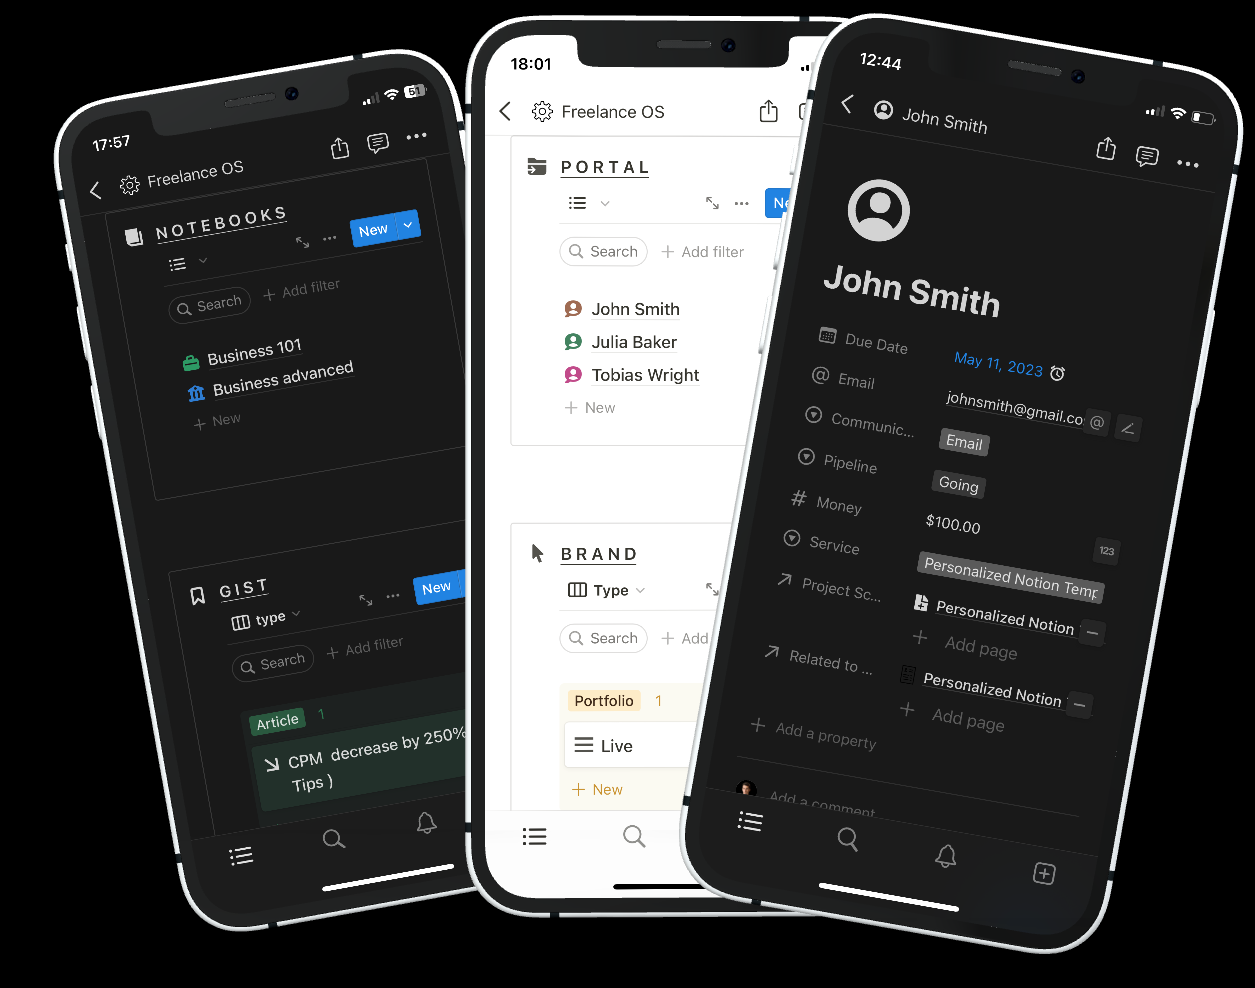 17:57
51
Freelance OS
NOTEBOOKS
New
Search
+ Add filter
Business 101
Business advanced
+ New
GIST
New
type
Search
+ Add filter
Article 1
CPM decrease by 250%
Tips )
18:01
Freelance OS
PORTAL
Search
+ Add filter
John Smith
Julia Baker
Tobias Wright
+ New
BRAND
Type
Search
+ Add
Portfolio 1
Live
+ New
12:44
John Smith
John Smith
Due Date May 11, 2023
@ Email johnsmith@gmail.co @
Communic... Email
Pipeline Going
# Money $100.00
123
Service Personalized Notion Temp
Project Sc... Personalized Notion
+ Add page
Related to ... Personalized Notion
+ Add page
+ Add a property
Add a comment